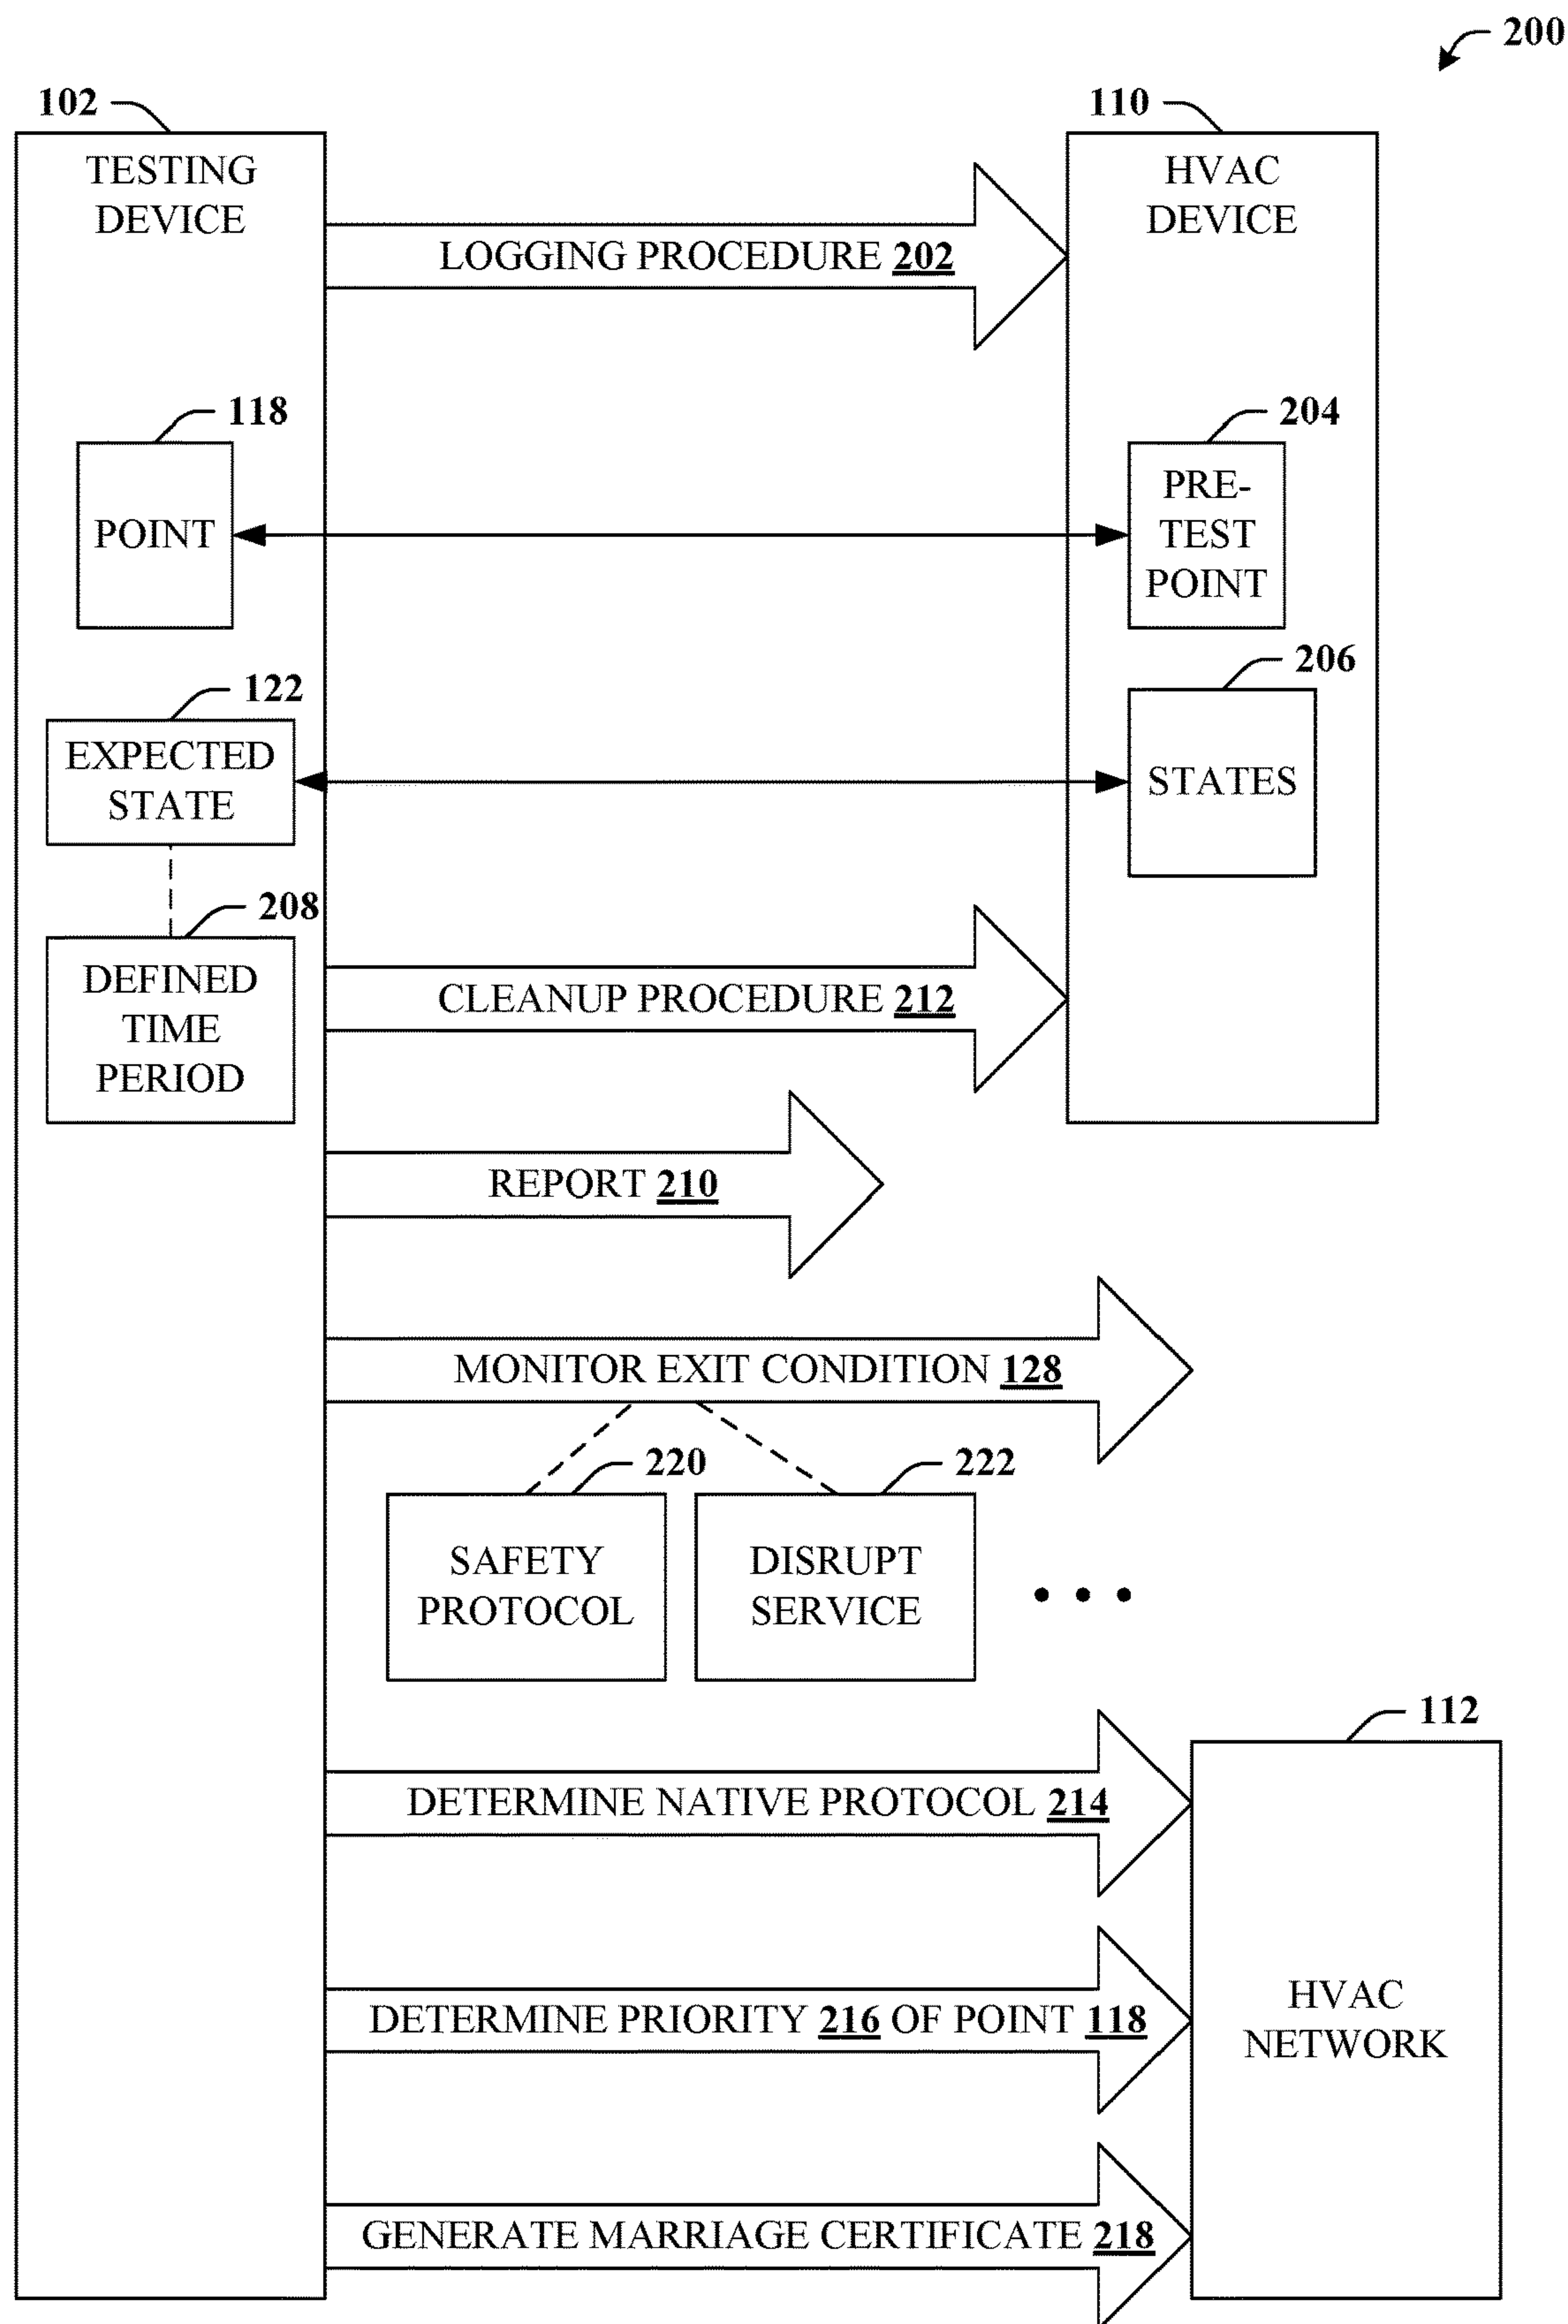 200
102
110
TESTING
DEVICE
HVAC
DEVICE
LOGGING PROCEDURE 202
118
204
POINT
PRE-
TEST
POINT
122
206
EXPECTED
STATE
STATES
208
DEFINED
TIME
PERIOD
CLEANUP PROCEDURE 212
REPORT 210
MONITOR EXIT CONDITION 128
220
222
SAFETY
PROTOCOL
DISRUPT
SERVICE
112
DETERMINE NATIVE PROTOCOL 214
HVAC
NETWORK
DETERMINE PRIORITY 216 OF POINT 118
GENERATE MARRIAGE CERTIFICATE 218